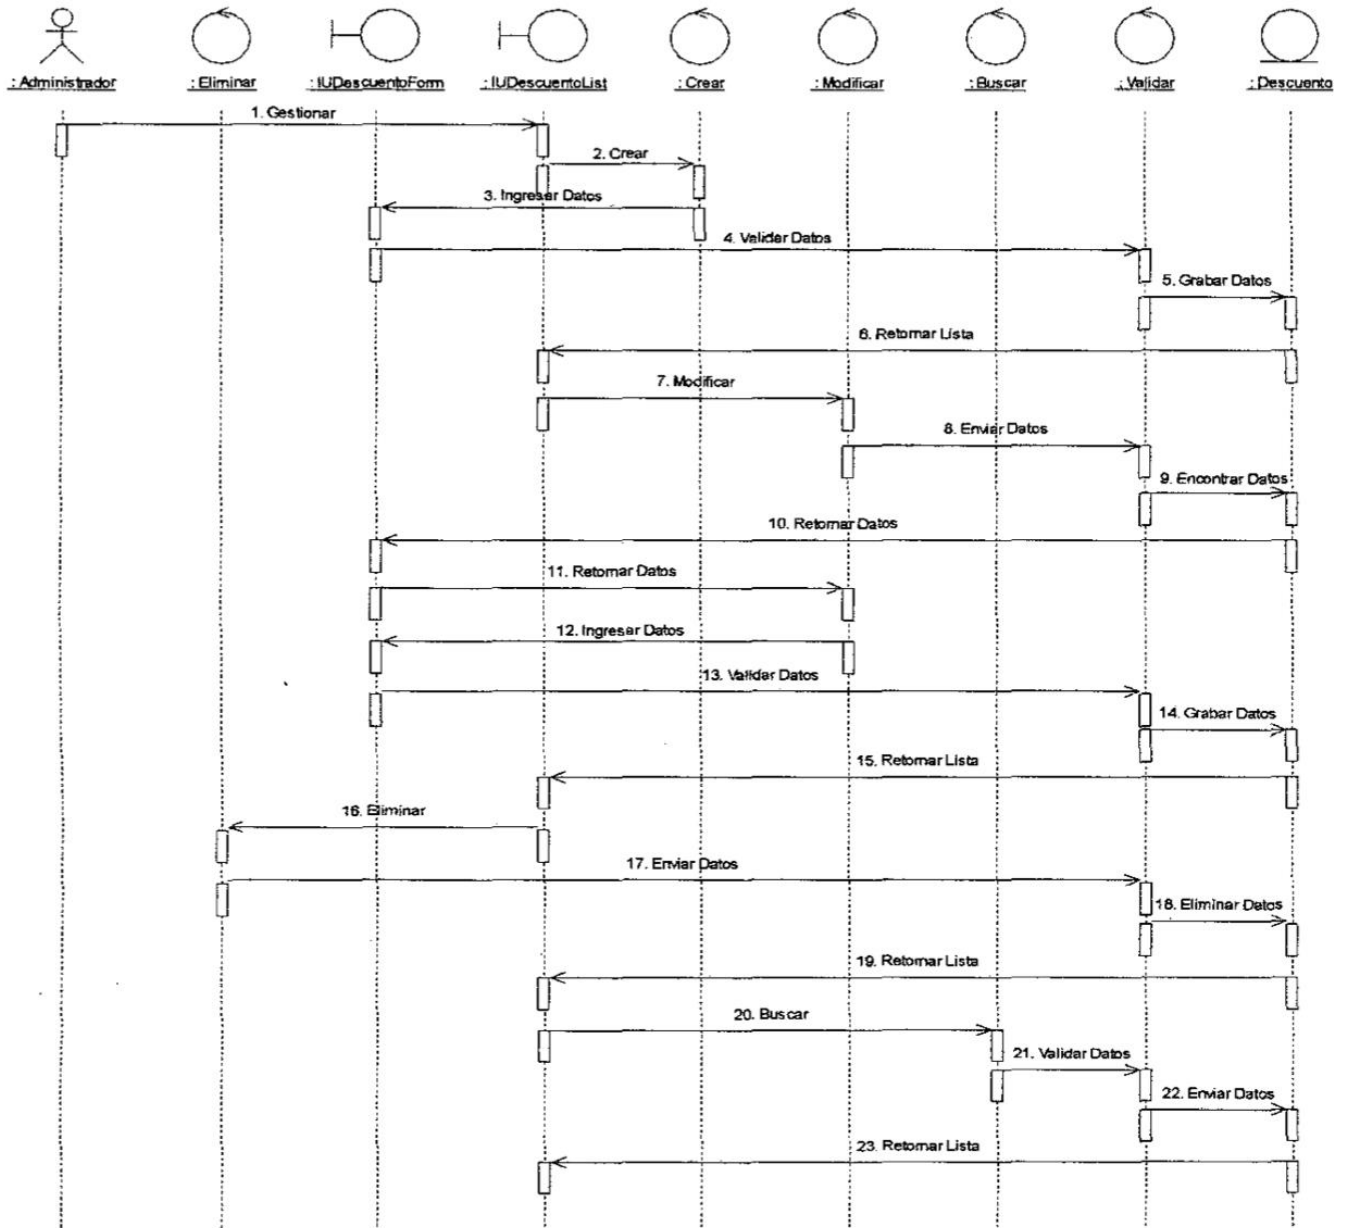 : Administrador
: Eliminar
: IUDescuentoForm
: IUDescuentoList
: Crear
: Modificar
: Buscar
: Validar
: Descuento
1. Gestionar
2. Crear
3. Ingresar Datos
4. Validar Datos
5. Grabar Datos
6. Retornar Lista
7. Modificar
8. Enviar Datos
9. Encontrar Datos
10. Retornar Datos
11. Retornar Datos
12. Ingresar Datos
13. Validar Datos
14. Grabar Datos
15. Retornar Lista
16. Eliminar
17. Enviar Datos
18. Eliminar Datos
19. Retornar Lista
20. Buscar
21. Validar Datos
22. Enviar Datos
23. Retornar Lista